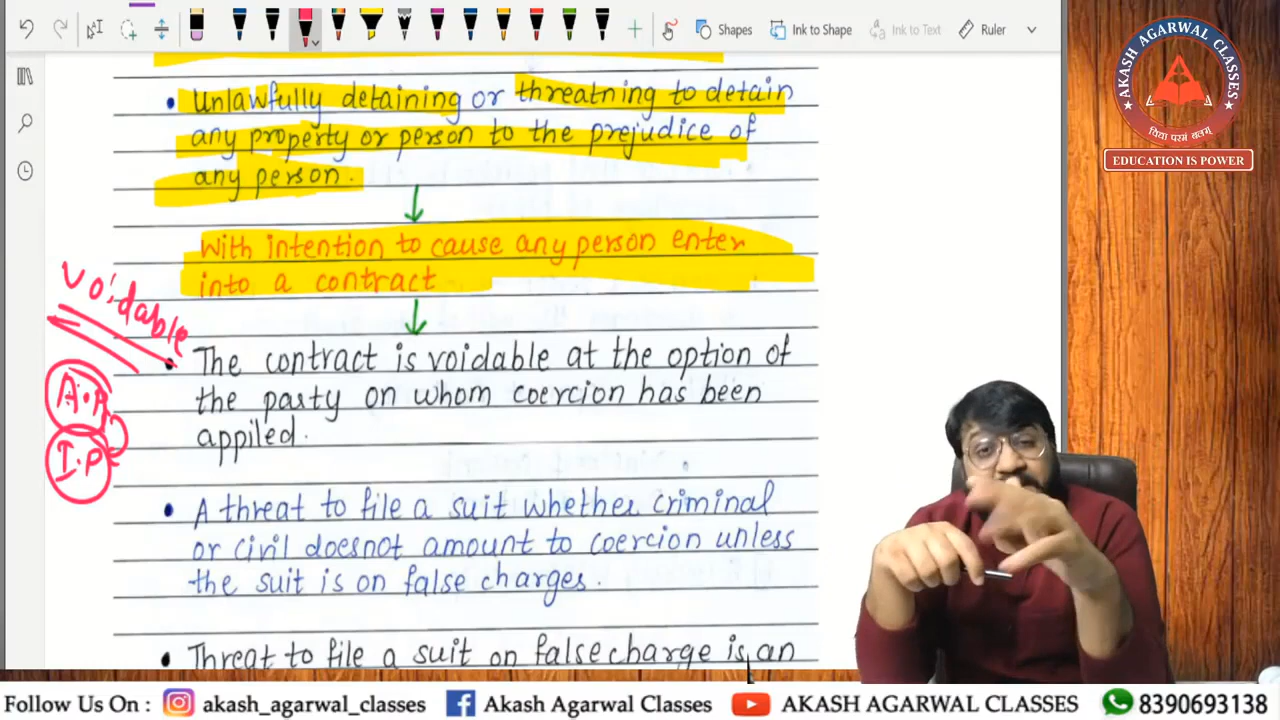 Shapes
Ink to Shape
Ink to Text
Ruler
AKASH AGARWAL CLASSES
विद्या परमं बलम्
EDUCATION IS POWER
• Unlawfully detaining or threatning to detain
any property or person to the prejudice of
any person.
With intention to cause any person enter
into a contract
voidable
• The contract is voidable at the option of
the party on whom coercion has been
appiled.
A.P
I.P
• A threat to file a suit whether criminal
or civil doesnot amount to coercion unless
the suit is on false charges.
• Threat to file a suit on false charge is an
Follow Us On : akash_agarwal_classes Akash Agarwal Classes AKASH AGARWAL CLASSES 8390693138